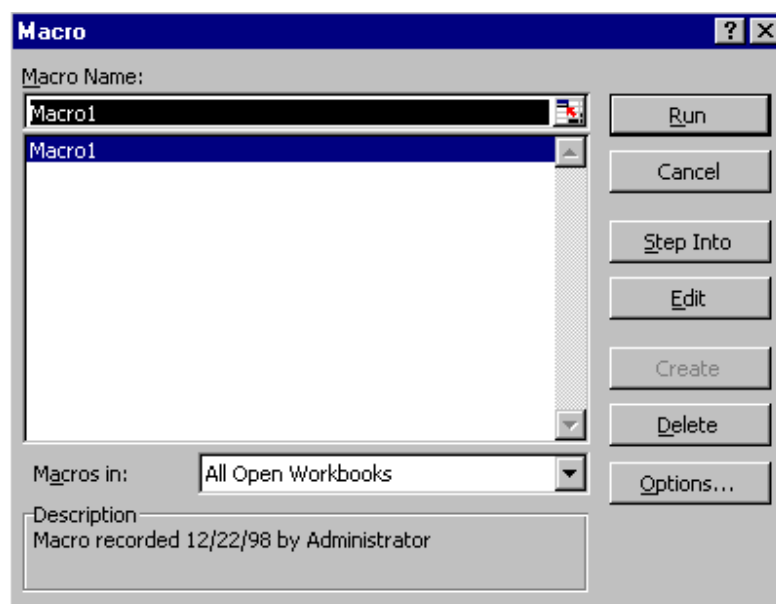 Macro
Macro Name:
Macro1
Macro1
Run
Cancel
Step Into
Edit
Create
Delete
Options...
Macros in:
All Open Workbooks
Description
Macro recorded 12/22/98 by Administrator